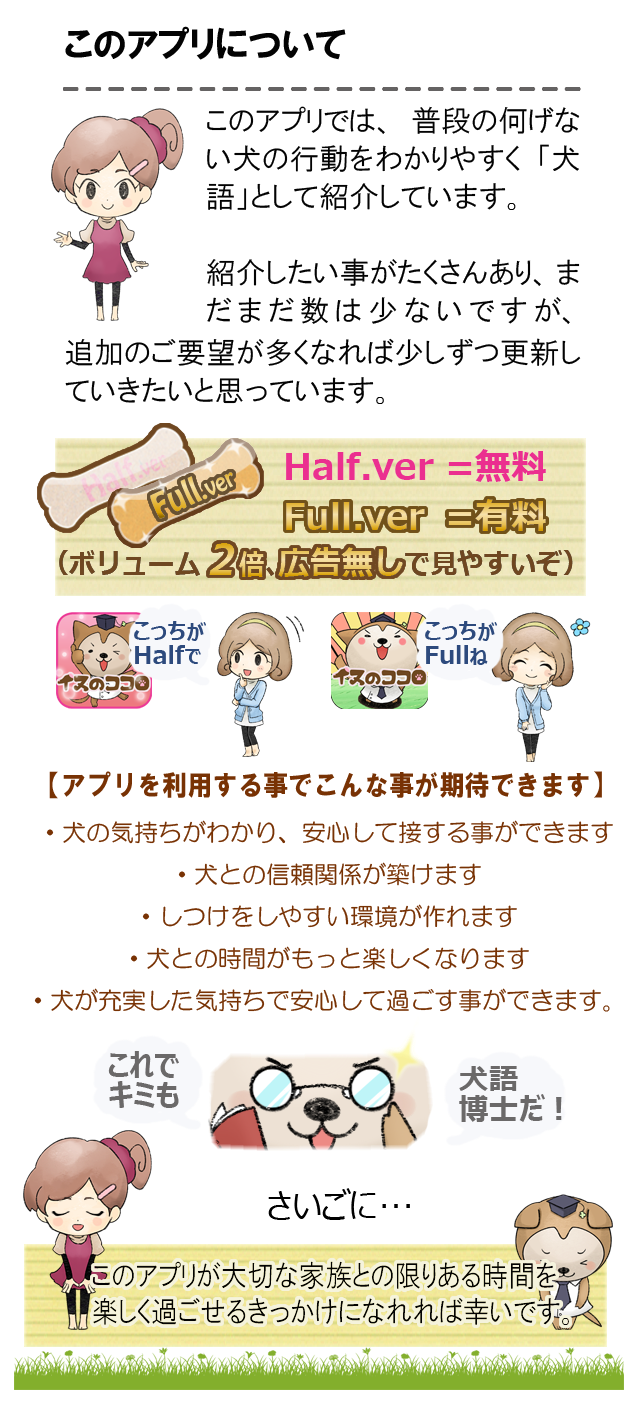 このアプリについて
このアプリでは、普段の何げな
い犬の行動をわかりやすく「犬
語」として紹介しています。
紹介したい事がたくさんあり、ま
だまだ数は少ないですが、
追加のご要望が多くなれば少しずつ更新し
ていきたいと思っています。
Half.ver
Full.ver
Half.ver =無料
Full.ver =有料
（ボリューム2倍、広告無しで見やすいぞ）
イヌのココロ
こっちが
Halfで
イヌのココロ
こっちが
Fullね
【アプリを利用する事でこんな事が期待できます】
・犬の気持ちがわかり、安心して接する事ができます
・犬との信頼関係が築けます
・しつけをしやすい環境が作れます
・犬との時間がもっと楽しくなります
・犬が充実した気持ちで安心して過ごす事ができます。
これで
キミも
犬語
博士だ！
さいごに…
このアプリが大切な家族との限りある時間を
楽しく過ごせるきっかけになれれば幸いです。